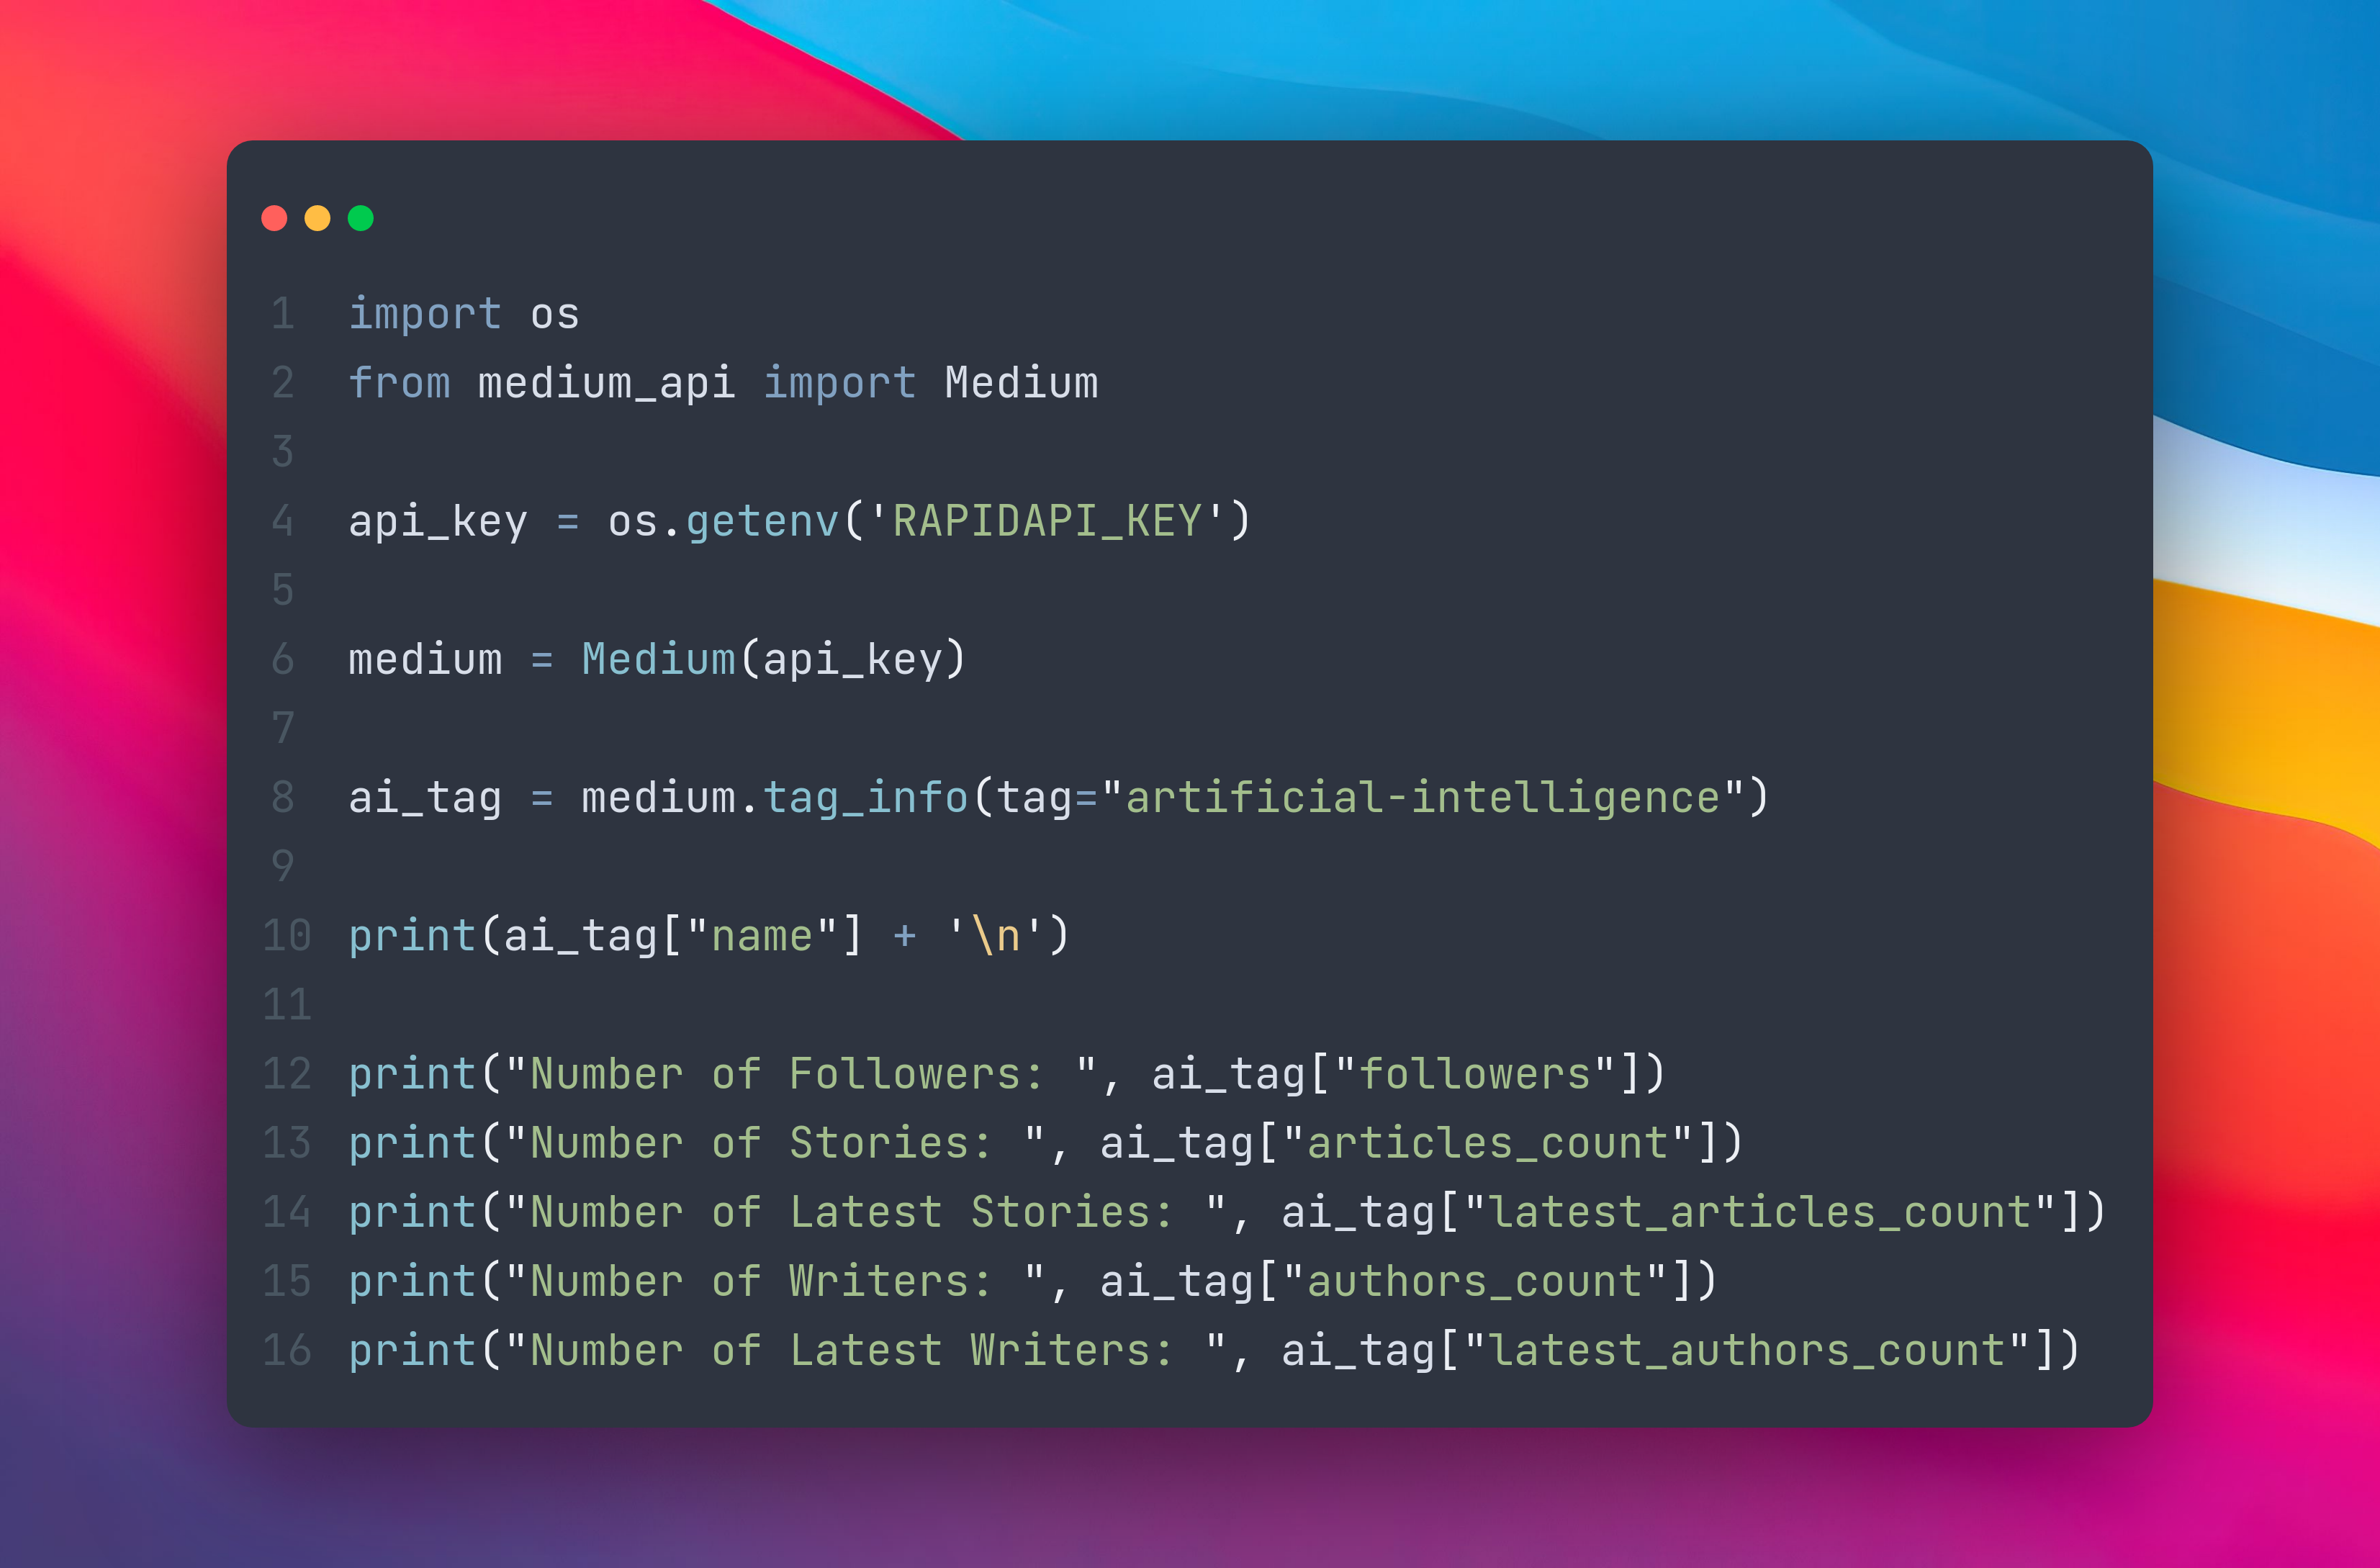 1 import os
2 from medium_api import Medium
3
4 api_key = os.getenv('RAPIDAPI_KEY')
5
6 medium = Medium(api_key)
7
8 ai_tag = medium.tag_info(tag="artificial-intelligence")
9
10 print(ai_tag["name"] + '\n')
11
12 print("Number of Followers: ", ai_tag["followers"])
13 print("Number of Stories: ", ai_tag["articles_count"])
14 print("Number of Latest Stories: ", ai_tag["latest_articles_count"])
15 print("Number of Writers: ", ai_tag["authors_count"])
16 print("Number of Latest Writers: ", ai_tag["latest_authors_count"])